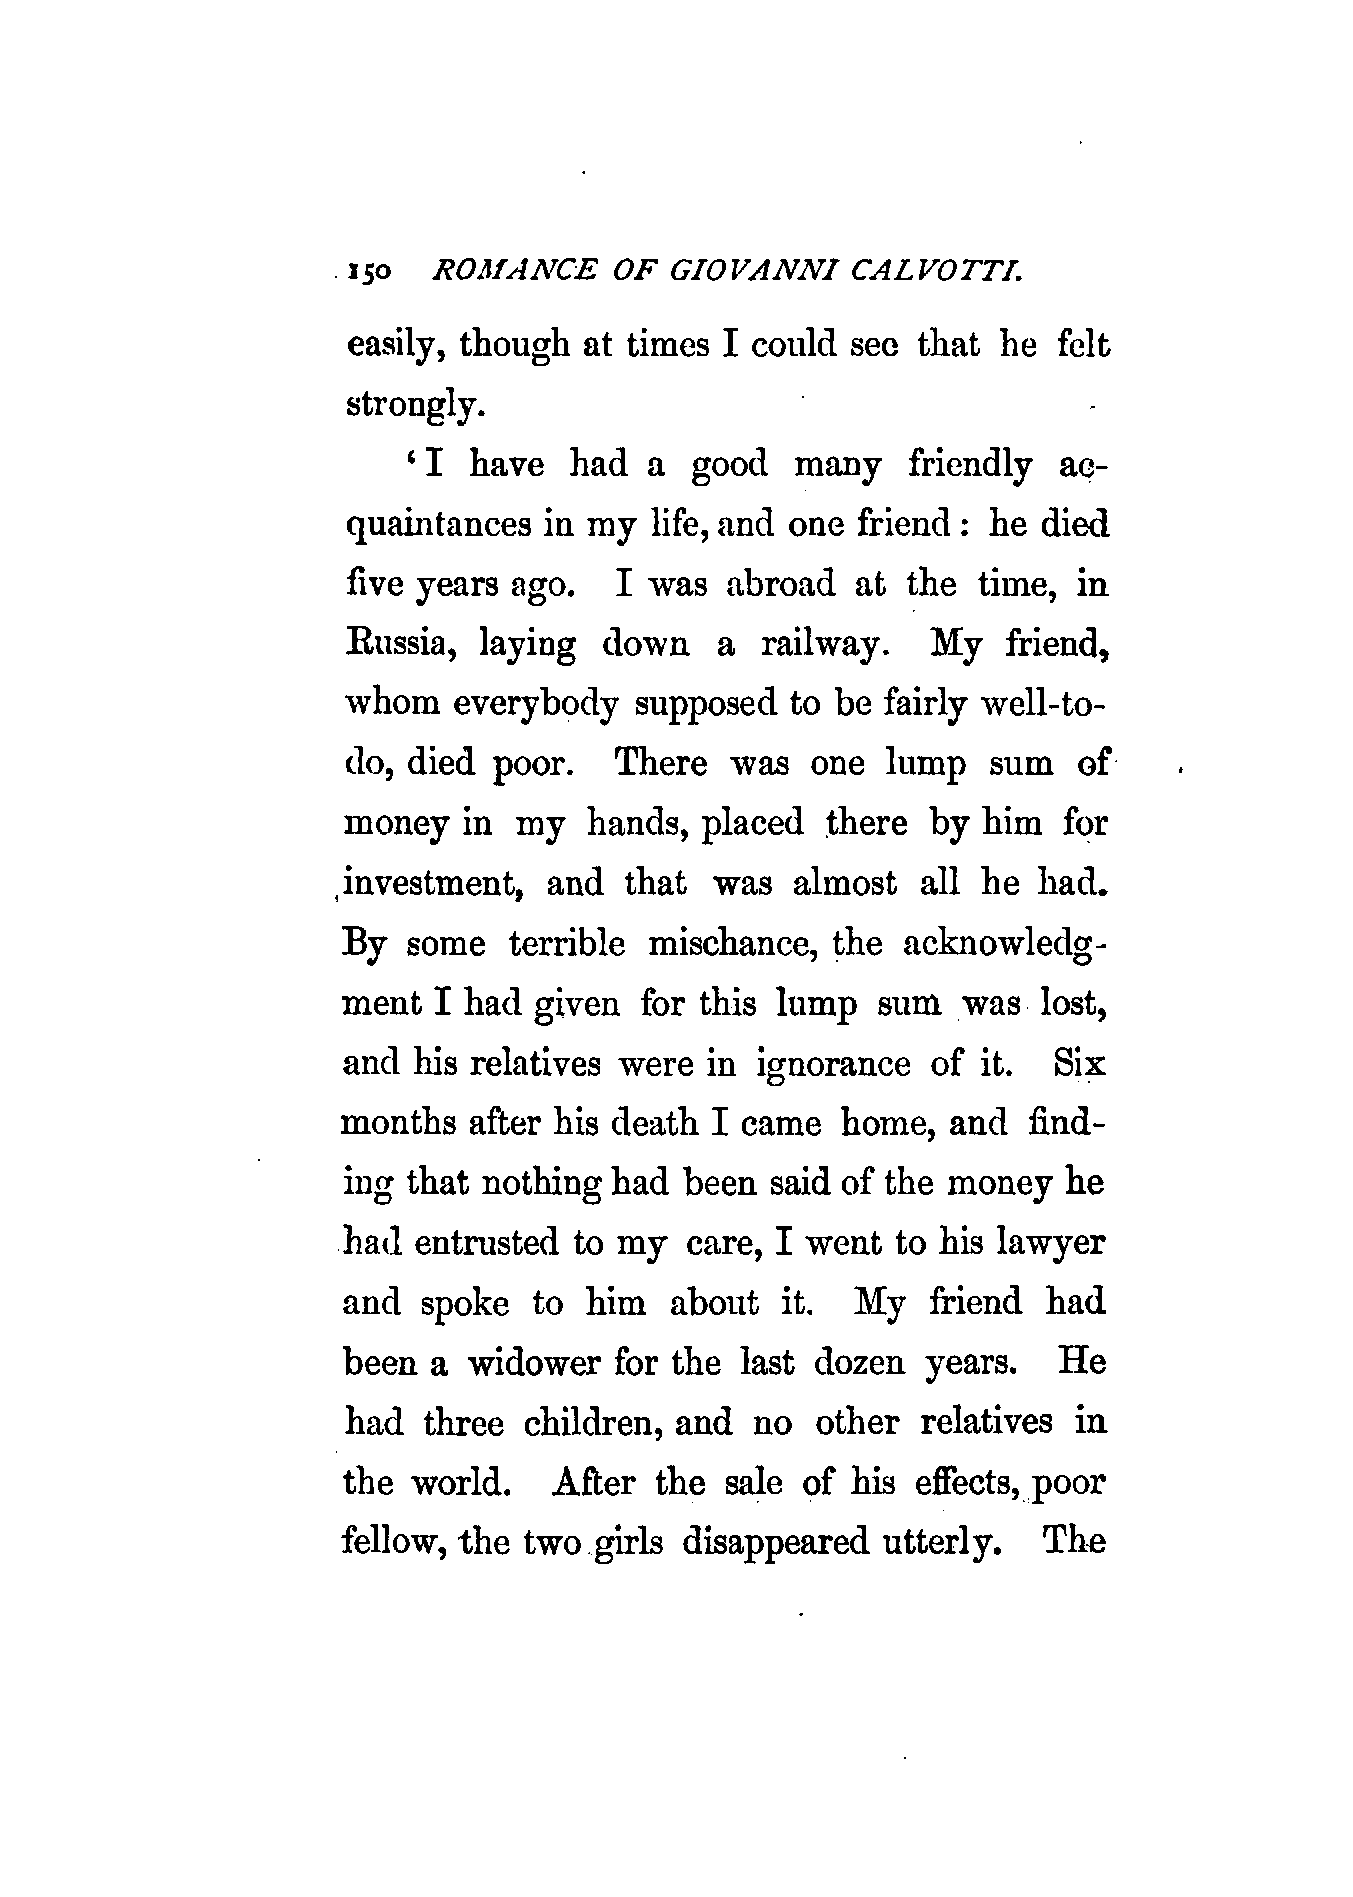 150 ROMANCE OF GIOVANNI CALVOTTI.
easily, though at times I could see that he felt
strongly.
‘I have had a good many friendly ac-
quaintances in my life, and one friend: he died
five years ago. I was abroad at the time, in
Russia, laying down a railway. My friend,
whom everybody supposed to be fairly well-to-
do, died poor. There was one lump sum of
money in my hands, placed there by him for
investment, and that was almost all he had.
By some terrible mischance, the acknowledg-
ment I had given for this lump sum was lost,
and his relatives were in ignorance of it. Six
months after his death I came home, and find-
ing that nothing had been said of the money he
had entrusted to my care, I went to his lawyer
and spoke to him about it. My friend had
been a widower for the last dozen years. He
had three children, and no other relatives in
the world. After the sale of his effects, poor
fellow, the two girls disappeared utterly. The